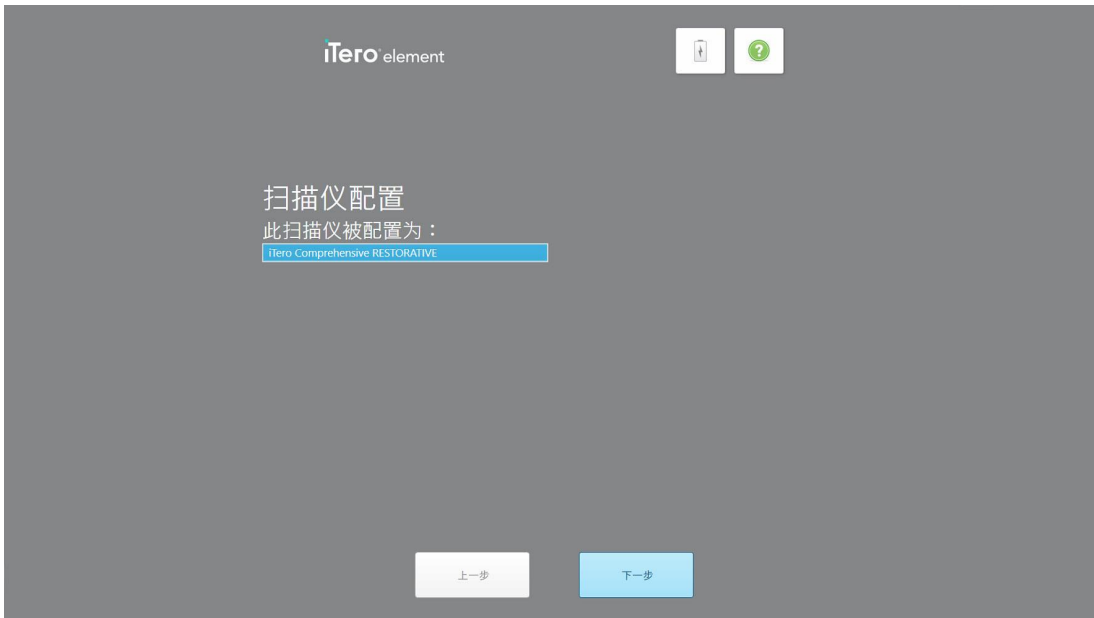 iTero element
?
扫描仪配置
此扫描仪被配置为：
iTero Comprehensive RESTORATIVE
上一步
下一步